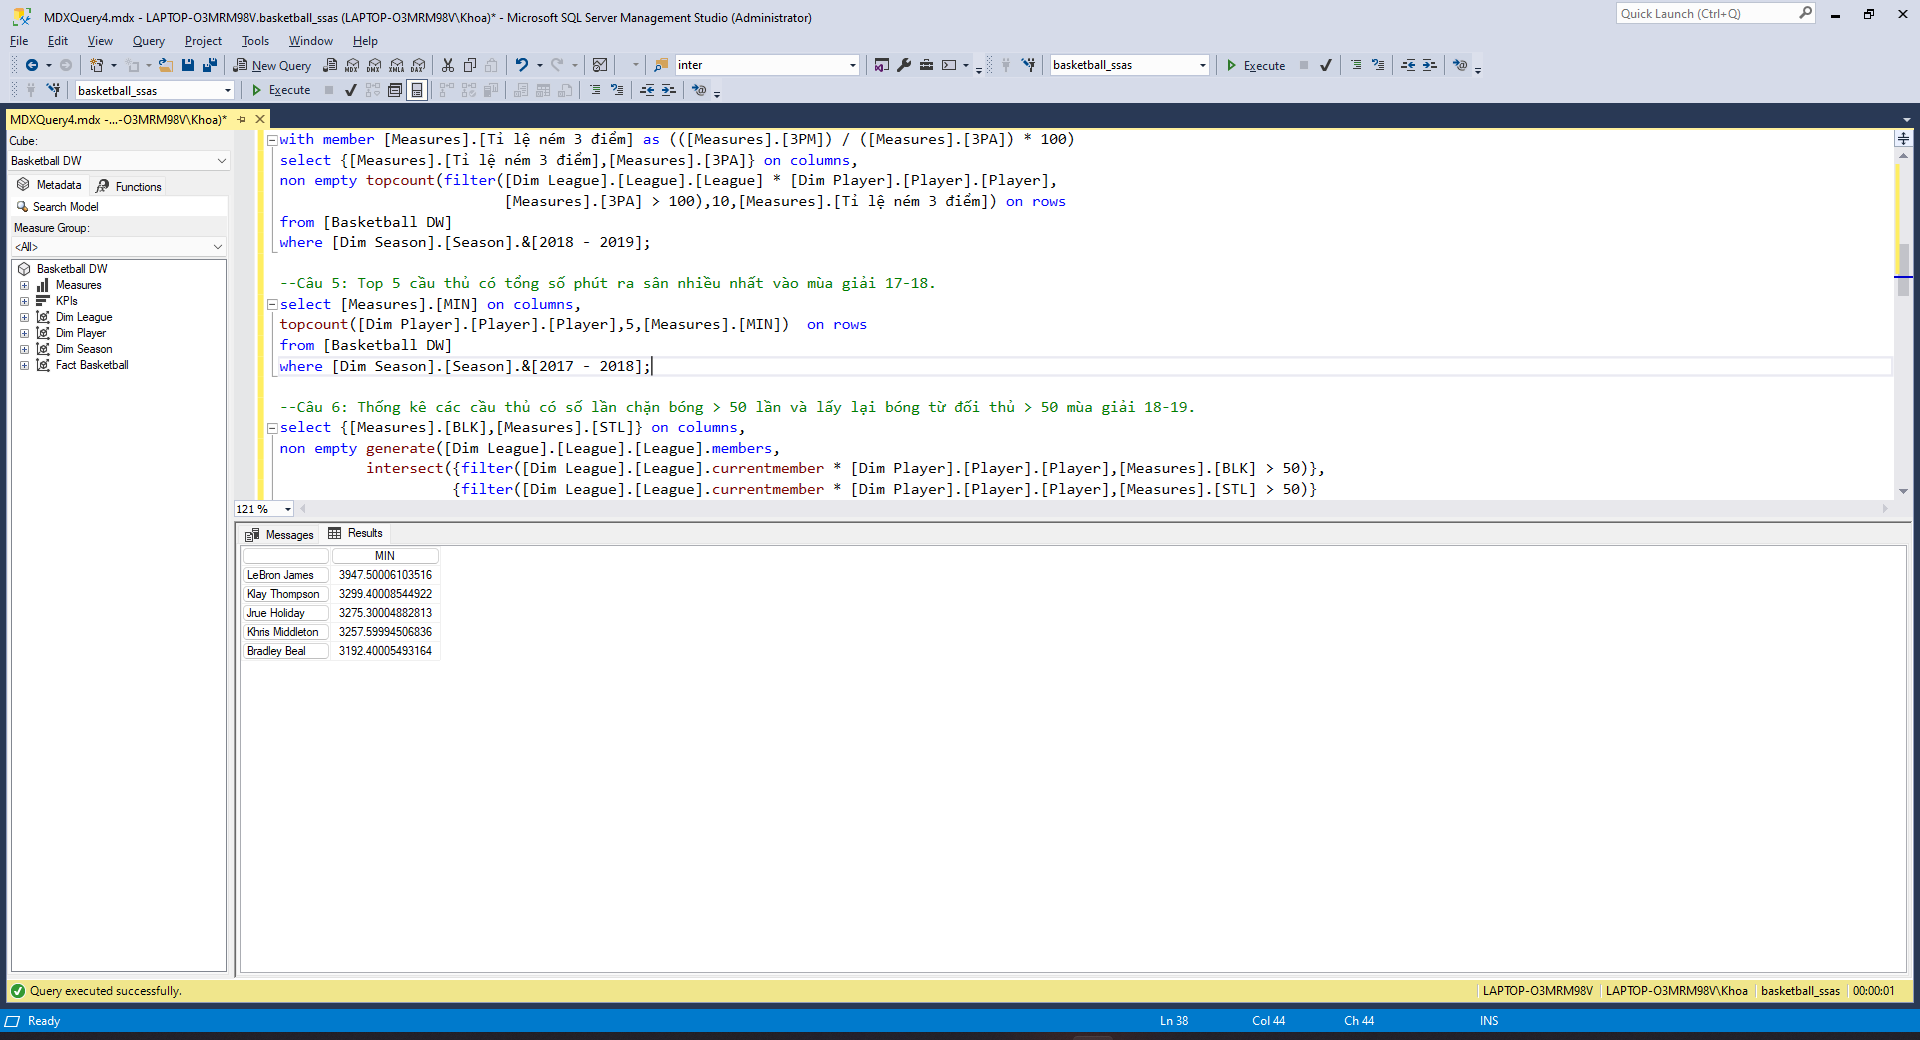 MDXQuery4.mdx - LAPTOP-O3MRM98V.basketball_ssas (LAPTOP-O3MRM98V\Khoa)* - Microsoft SQL Server Management Studio (Administrator)
Quick Launch (Ctrl+Q)
File Edit View Query Project Tools Window Help
New Query MDX DMX XMLA DAX inter basketball_ssas Execute
basketball_ssas Execute
MDXQuery4.mdx -...-O3MRM98V\Khoa)*
Cube:
Basketball DW
Metadata Functions
Search Model
Measure Group:
<All>
Basketball DW
Measures
KPIs
Dim League
Dim Player
Dim Season
Fact Basketball
with member [Measures].[Tỉ lệ ném 3 điểm] as (([Measures].[3PM]) / ([Measures].[3PA]) * 100)
select {[Measures].[Tỉ lệ ném 3 điểm],[Measures].[3PA]} on columns,
non empty topcount(filter([Dim League].[League].[League] * [Dim Player].[Player].[Player],
[Measures].[3PA] > 100),10,[Measures].[Tỉ lệ ném 3 điểm]) on rows
from [Basketball DW]
where [Dim Season].[Season].&[2018 - 2019];
--Câu 5: Top 5 cầu thủ có tổng số phút ra sân nhiều nhất vào mùa giải 17-18.
select [Measures].[MIN] on columns,
topcount([Dim Player].[Player].[Player],5,[Measures].[MIN])  on rows
from [Basketball DW]
where [Dim Season].[Season].&[2017 - 2018];
--Câu 6: Thống kê các cầu thủ có số lần chặn bóng > 50 lần và lấy lại bóng từ đối thủ > 50 mùa giải 18-19.
select {[Measures].[BLK],[Measures].[STL]} on columns,
non empty generate([Dim League].[League].[League].members,
intersect({filter([Dim League].[League].currentmember * [Dim Player].[Player].[Player],[Measures].[BLK] > 50)},
{filter([Dim League].[League].currentmember * [Dim Player].[Player].[Player],[Measures].[STL] > 50)}
121 %
Messages Results
MIN
LeBron James 3947.50006103516
Klay Thompson 3299.40008544922
Jrue Holiday 3275.30004882813
Khris Middleton 3257.59994506836
Bradley Beal 3192.40005493164
Query executed successfully.
LAPTOP-O3MRM98V LAPTOP-O3MRM98V\Khoa basketball_ssas 00:00:01
Ready Ln 38 Col 44 Ch 44 INS